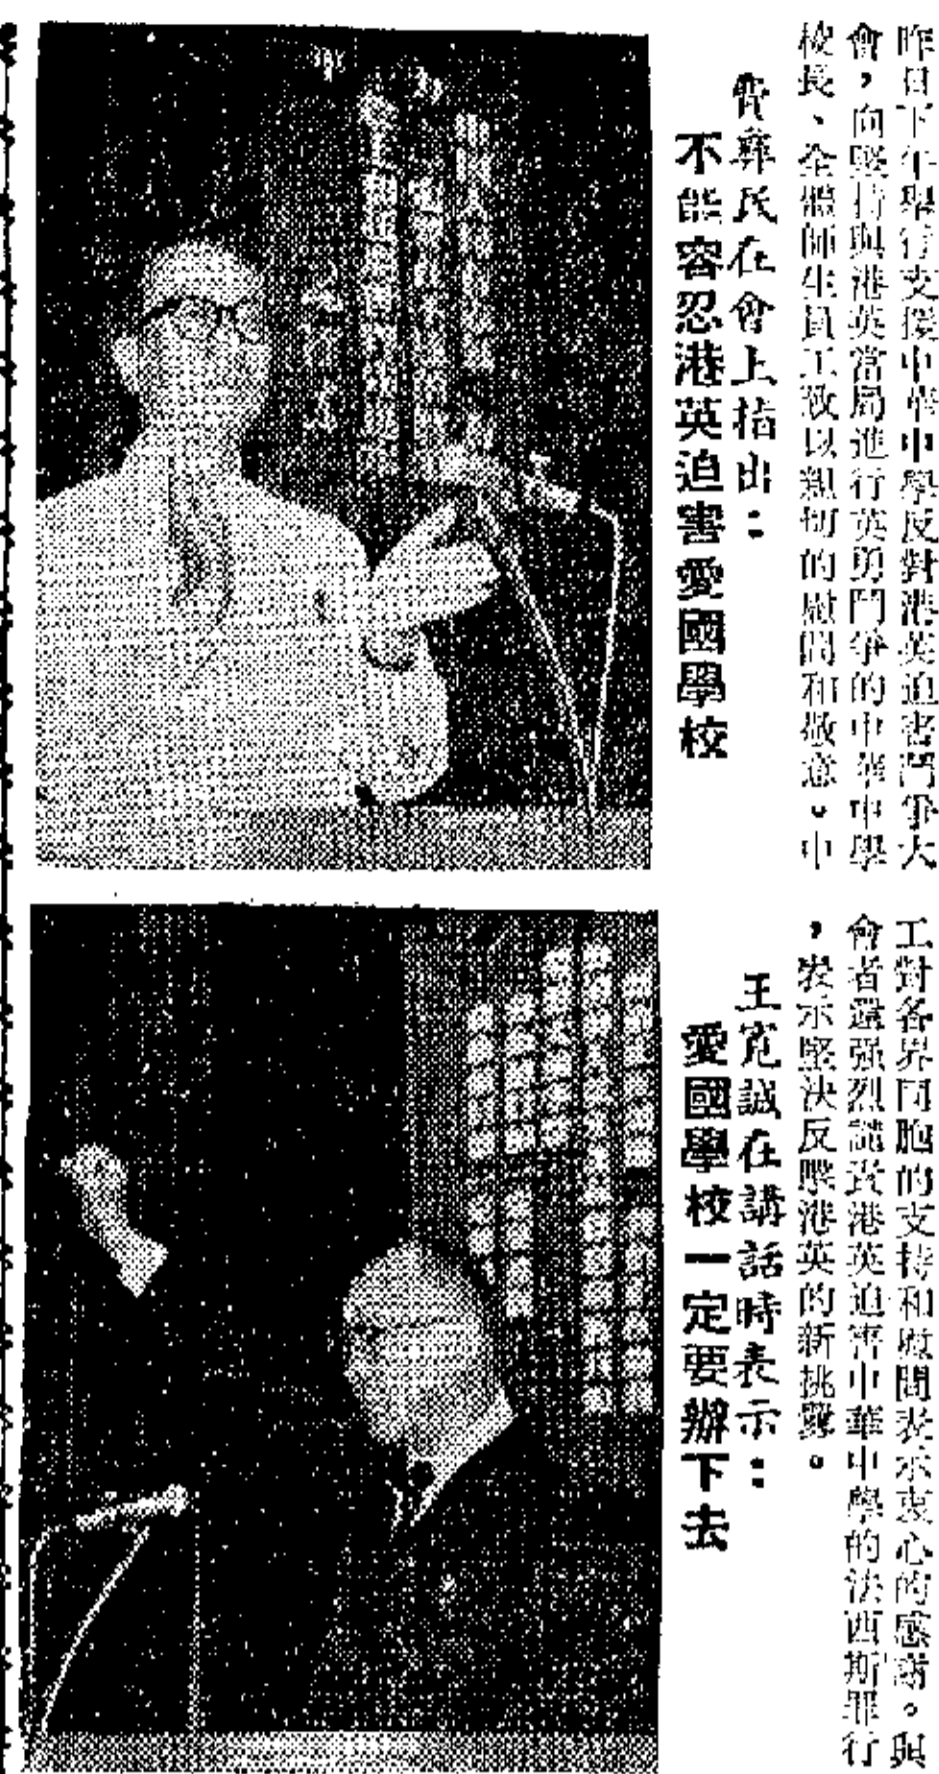 昨日下午舉行支援中華中學反對港英迫害鬥爭大
會，向堅持與港英當局進行英勇鬥爭的中華中學
校長、全體師生員工致以親切的慰問和敬意。中
費彝民在會上指出：
不能容忍港英迫害愛國學校
工對各界同胞的支持和慰問表示衷心的感謝。與
會者還强烈譴責港英迫害中華中學的法西斯罪行
，表示堅決反擊港英的新挑釁。
王寬誠在講話時表示：
愛國學校一定要辦下去